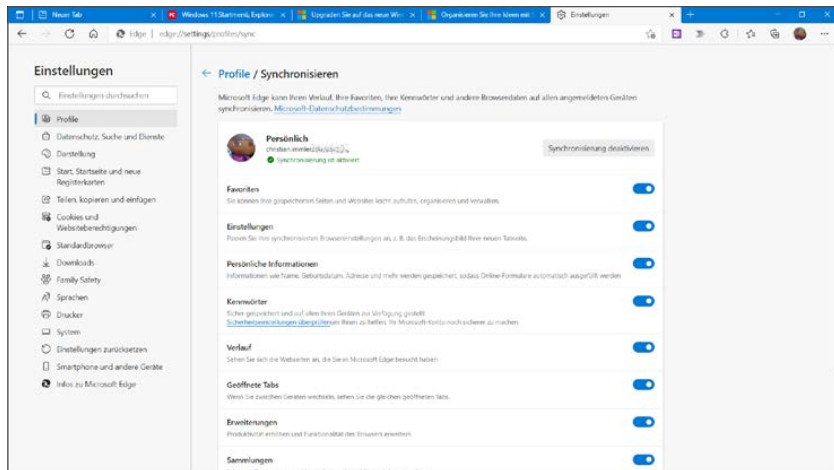 Neuer Tab
Windows 11:Startmenü, Explore
Upgraden Sie auf das neue Win
Organisieren Sie Ihre Ideen mit
Einstellungen
Edge | edge://settings/profiles/sync
Einstellungen
Einstellungen durchsuchen
Profile
Datenschutz, Suche und Dienste
Darstellung
Start, Startseite und neue
Registerkarten
Teilen, kopieren und einfügen
Cookies und
Websiteberechtigungen
Standardbrowser
Downloads
Family Safety
Sprachen
Drucker
System
Einstellungen zurücksetzen
Smartphone und andere Geräte
Infos zu Microsoft Edge
Profile / Synchronisieren
Microsoft Edge kann Ihren Verlauf, Ihre Favoriten, Ihre Kennwörter und andere Browserdaten auf allen angemeldeten Geräten
synchronisieren. Microsoft-Datenschutzbestimmungen
Persönlich
Synchronisierung ist aktiviert
Synchronisierung deaktivieren
Favoriten
Sie können Ihre gespeicherten Seiten und Websites leicht aufrufen, organisieren und verwalten.
Einstellungen
Passen Sie Ihre synchronisierten Browsereinstellungen an, z. B. das Erscheinungsbild Ihrer neuen Tabseite.
Persönliche Informationen
Informationen wie Name, Geburtsdatum, Adresse und mehr werden gespeichert, sodass Online-Formulare automatisch ausgefüllt werden
Kennwörter
Sicher gespeichert und auf allen Ihren Geräten zur Verfügung gestellt
Sicherheitseinstellungen überprüfen um Ihnen zu helfen, Ihr Microsoft-Konto noch sicherer zu machen.
Verlauf
Sehen Sie sich die Webseiten an, die Sie in Microsoft Edge besucht haben.
Geöffnete Tabs
Wenn Sie zwischen Geräten wechseln, sehen Sie die gleichen geöffneten Tabs.
Erweiterungen
Produktivität erhöhen und Funktionalität des Browsers erweitern
Sammlungen